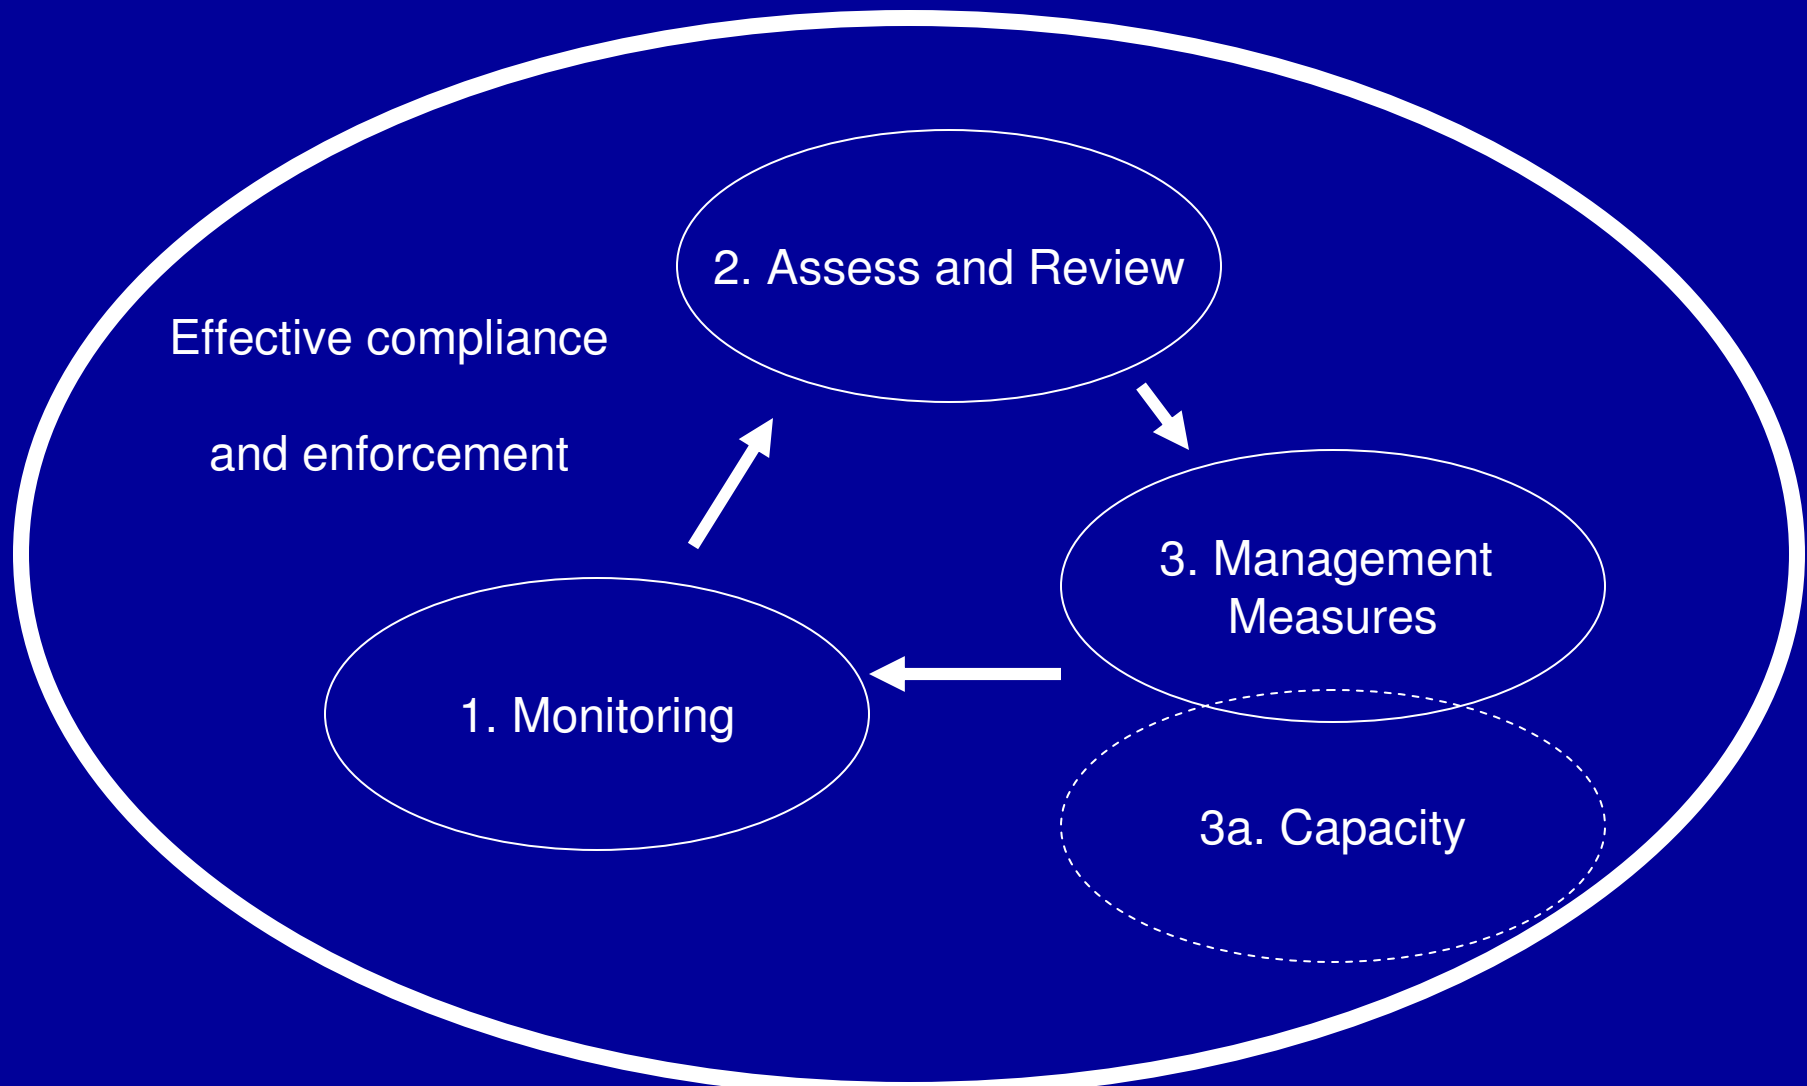 2. Assess and Review
Effective compliance
and enforcement
3. Management
Measures
1. Monitoring
3a. Capacity